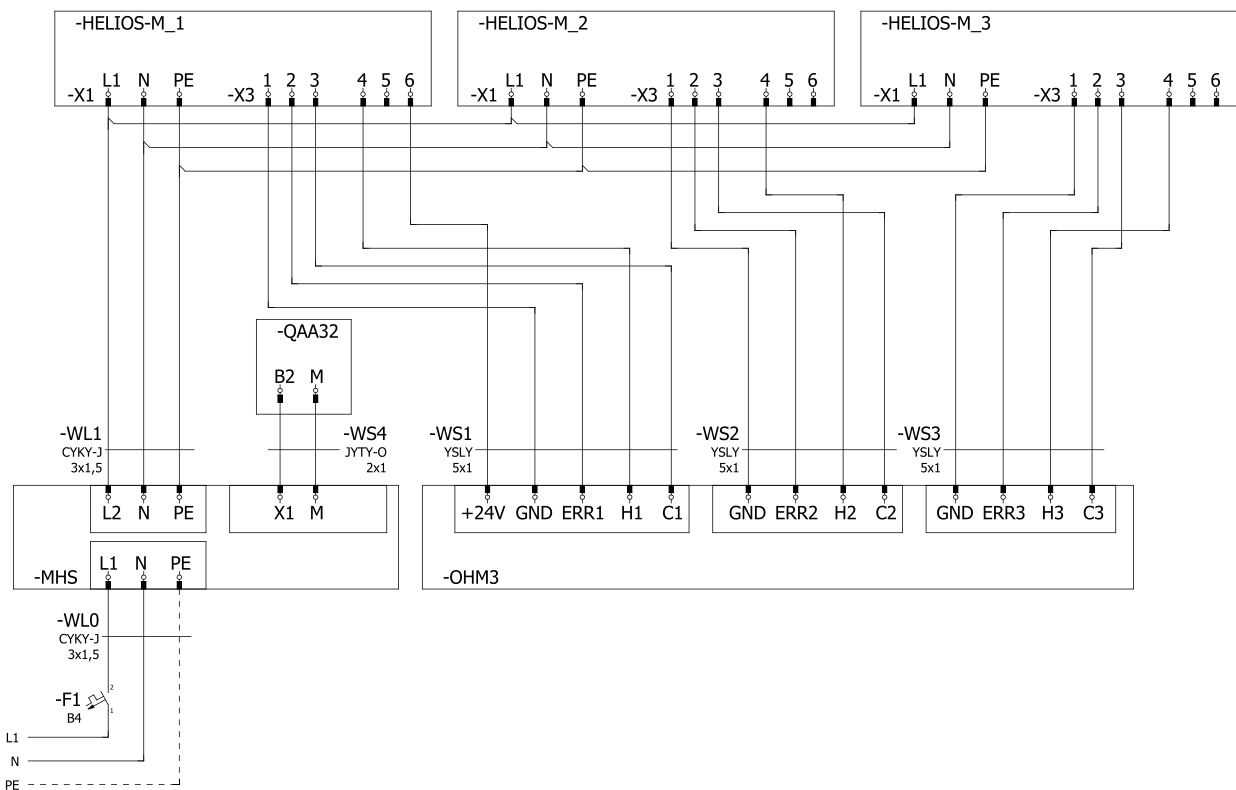 -HELIOS-M_1 -HELIOS-M_2 -HELIOS-M_3
L1 N PE 1 2 3 4 5 6 L1 N PE 1 2 3 4 5 6 L1 N PE 1 2 3 4 5 6
-X1 -X3 -X1 -X3 -X1 -X3
-QAA32
B2 M
-WL1 -WS4 -WS1 -WS2 -WS3
CYKY-J JYTY-O YSLY YSLY YSLY
3x1,5 2x1 5x1 5x1 5x1
L2 N PE X1 M +24V GND ERR1 H1 C1 GND ERR2 H2 C2 GND ERR3 H3 C3
L1 N PE
-MHS -OHM3
-WL0
CYKY-J
3x1,5
2
-F1
1
B4
L1
N
PE